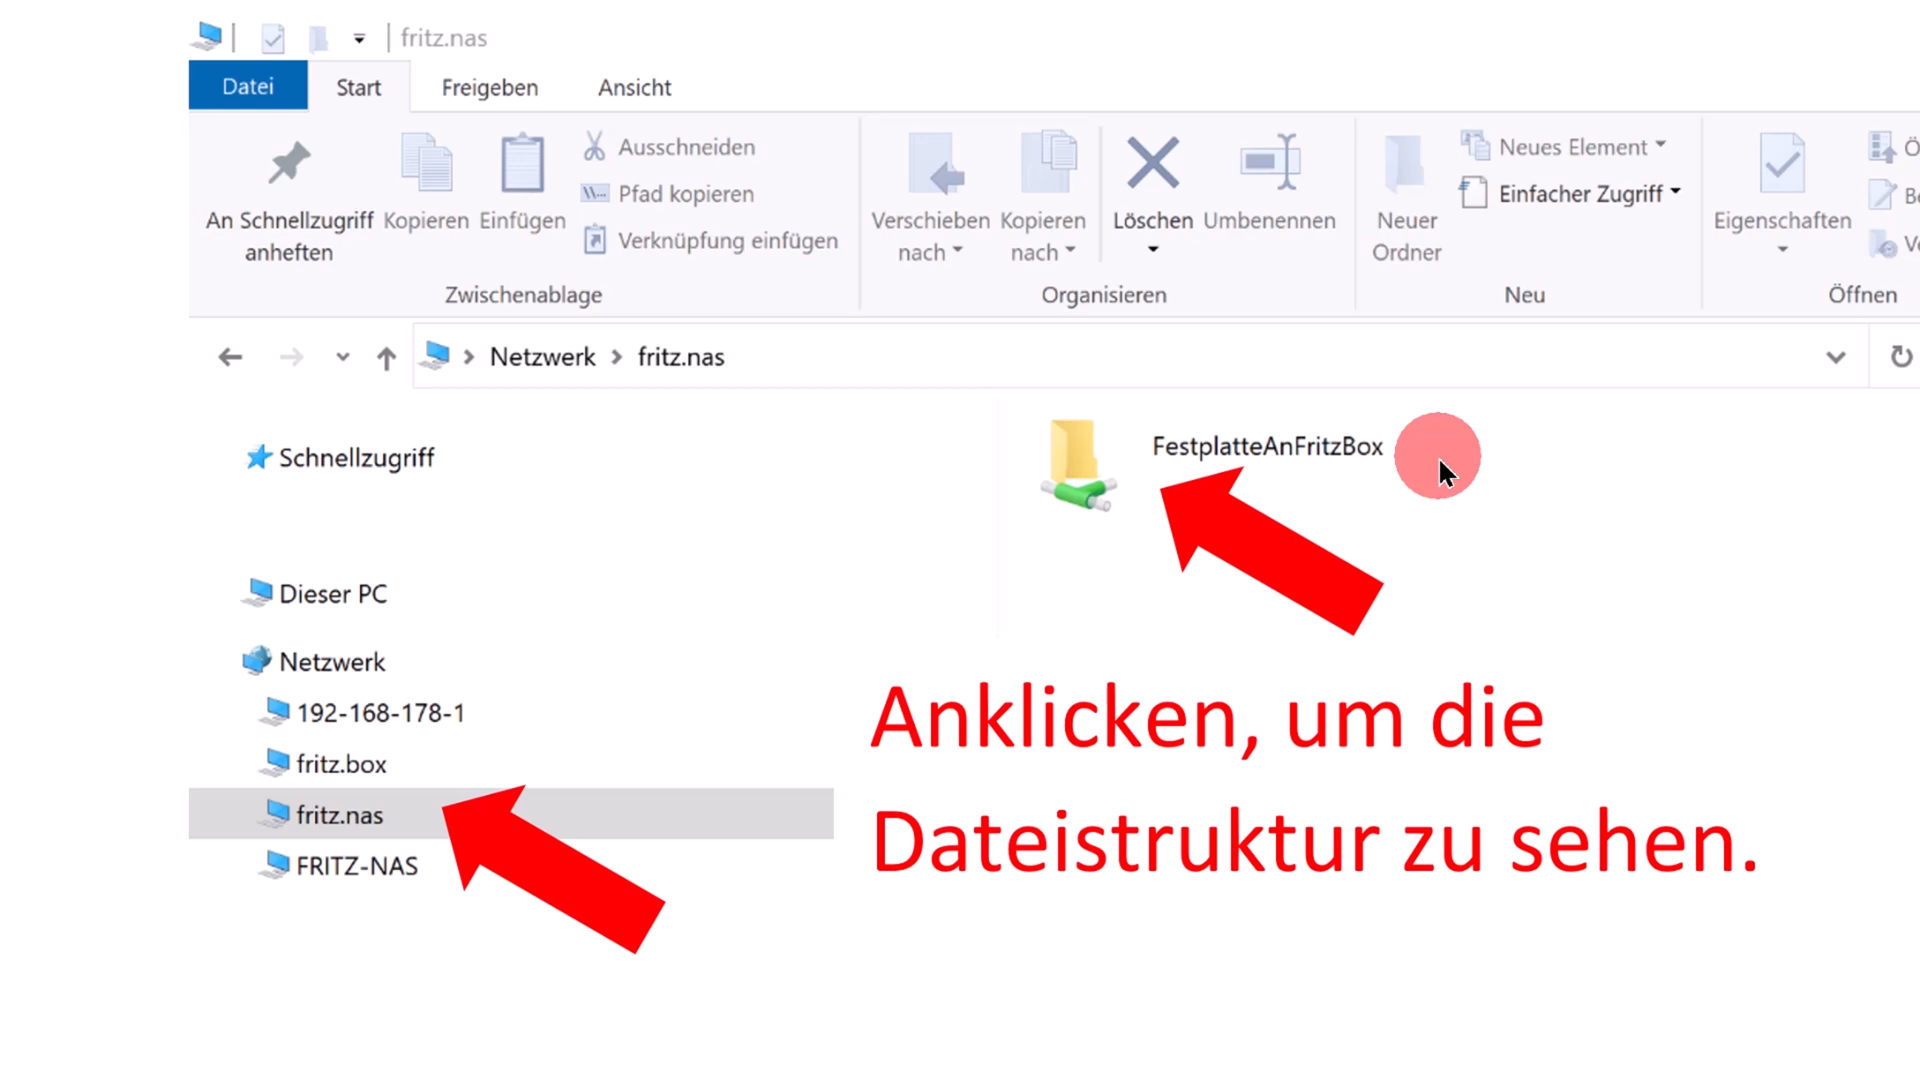 fritz.nas
Datei Start Freigeben Ansicht
An Schnellzugriff anheften
Kopieren
Einfügen
Ausschneiden
Pfad kopieren
Verknüpfung einfügen
Zwischenablage
Verschieben nach
Kopieren nach
Löschen
Umbenennen
Organisieren
Neuer Ordner
Neues Element
Einfacher Zugriff
Neu
Eigenschaften
Öffnen
Netzwerk > fritz.nas
Schnellzugriff
Dieser PC
Netzwerk
192-168-178-1
fritz.box
fritz.nas
FRITZ-NAS
FestplatteAnFritzBox
Anklicken, um die
Dateistruktur zu sehen.